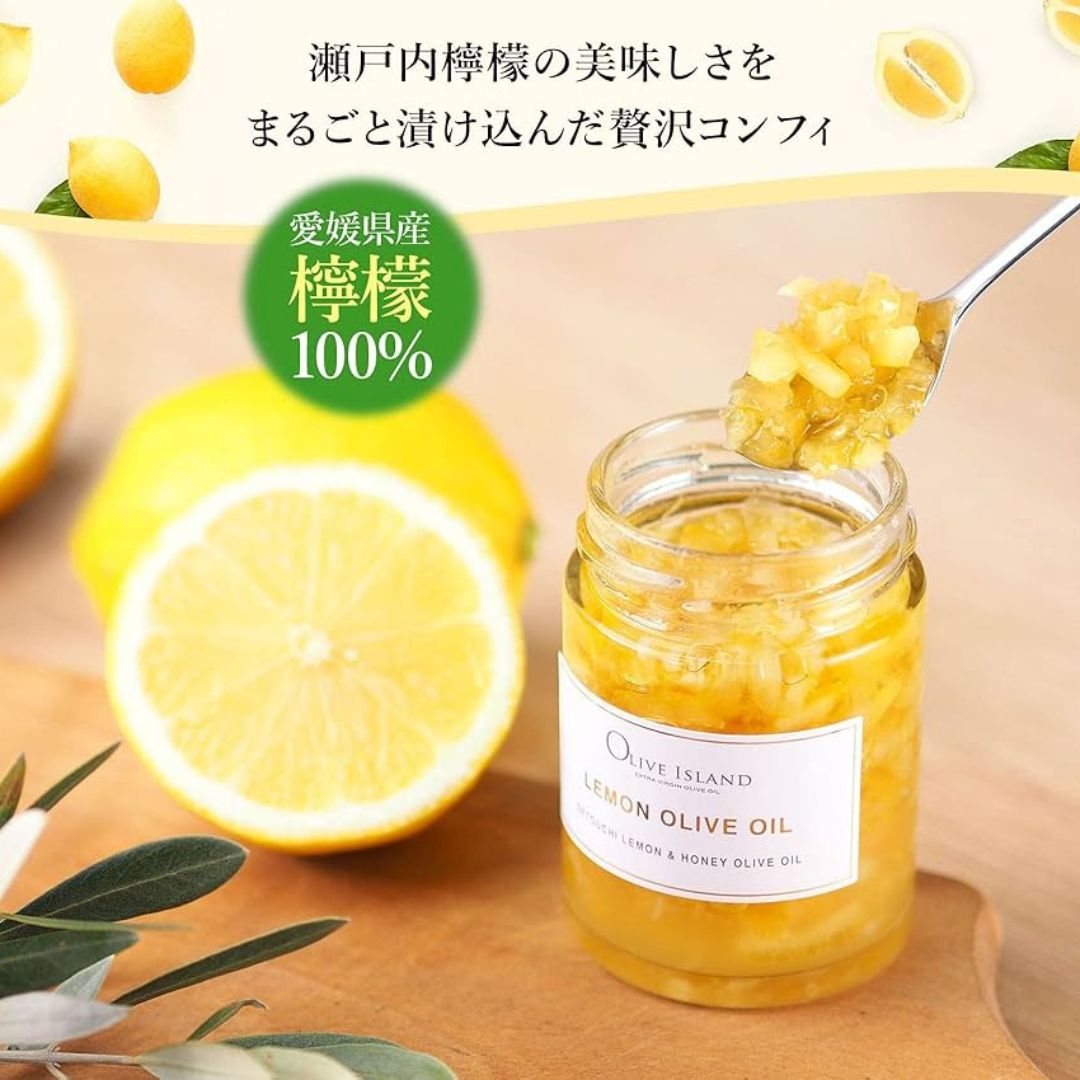 瀬戸内檸檬の美味しさを
まるごと漬け込んだ贅沢コンフィ
愛媛県産
檸檬
100%
OLIVE ISLAND
EXTRA VIRGIN OLIVE OIL
LEMON OLIVE OIL
SETOUCHI LEMON & HONEY OLIVE OIL